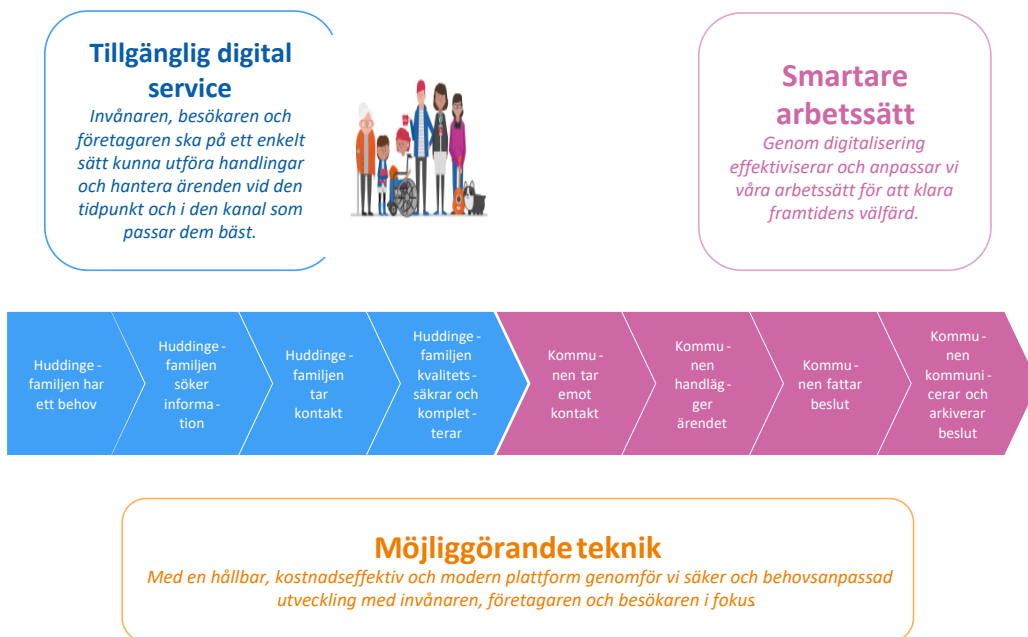 Tillgänglig digital
service
Invånaren, besökaren och
företagaren ska på ett enkelt
sätt kunna utföra handlingar
och hantera ärenden vid den
tidpunkt och i den kanal som
passar dem bäst.
Smartare
arbetssätt
Genom digitalisering
effektiviserar och anpassar vi
våra arbetssätt för att klara
framtidens välfärd.
Huddinge-
familjen har
ett behov
Huddinge-
familjen
söker
informa-
tion
Huddinge-
familjen
tar
kontakt
Huddinge-
familjen
kvalitets-
säkrar och
komplet-
terar
Kommu-
nen tar
emot
kontakt
Kommu-
nen
handläg-
ger
ärendet
Kommu-
nen fattar
beslut
Kommu-
nen
kommuni-
cerar och
arkiverar
beslut
Möjliggörande teknik
Med en hållbar, kostnadseffektiv och modern plattform genomför vi säker och behovsanpassad
utveckling med invånaren, företagaren och besökaren i fokus.